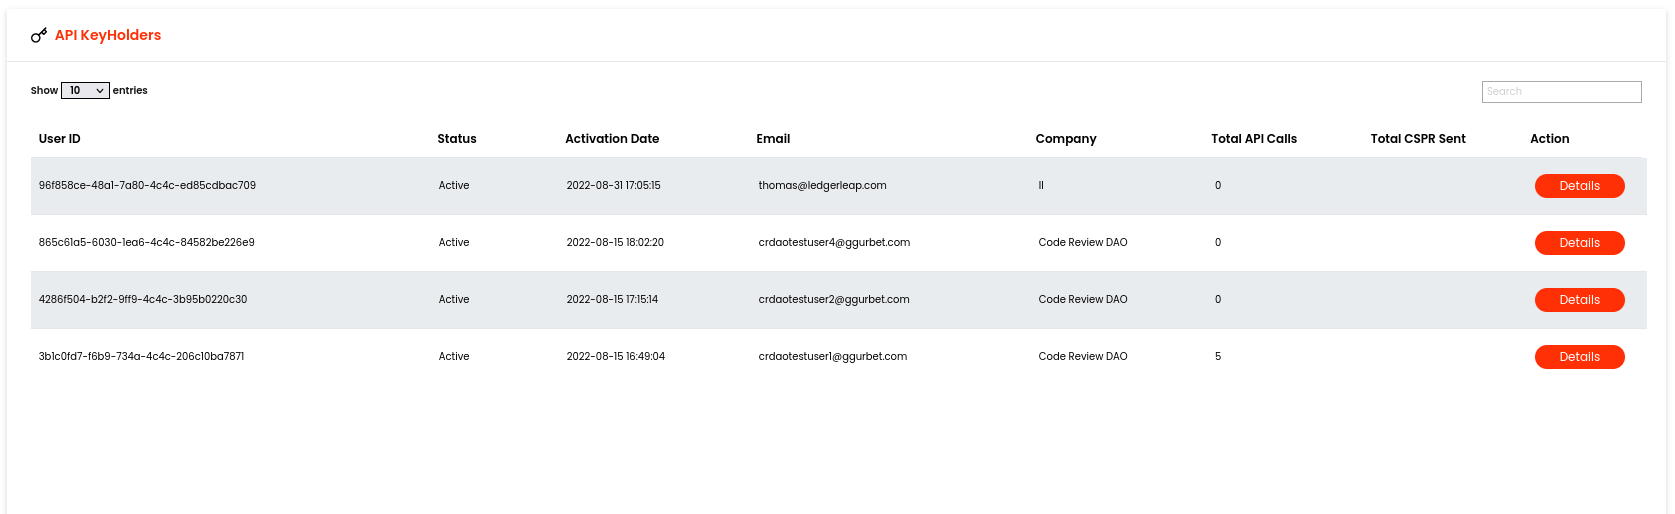 API KeyHolders
Show 10 entries
Search
User ID Status Activation Date Email Company Total API Calls Total CSPR Sent Action
96f858ce-48a1-7a80-4c4c-ed85cdbac709 Active 2022-08-31 17:05:15 thomas@ledgerleap.com ll 0 Details
865c61a5-6030-1ea6-4c4c-84582be226e9 Active 2022-08-15 18:02:20 crdaotestuser4@ggurbet.com Code Review DAO 0 Details
4286f504-b2f2-9ff9-4c4c-3b95b0220c30 Active 2022-08-15 17:15:14 crdaotestuser2@ggurbet.com Code Review DAO 0 Details
3b1c0fd7-f6b9-734a-4c4c-206c10ba7871 Active 2022-08-15 16:49:04 crdaotestuser1@ggurbet.com Code Review DAO 5 Details